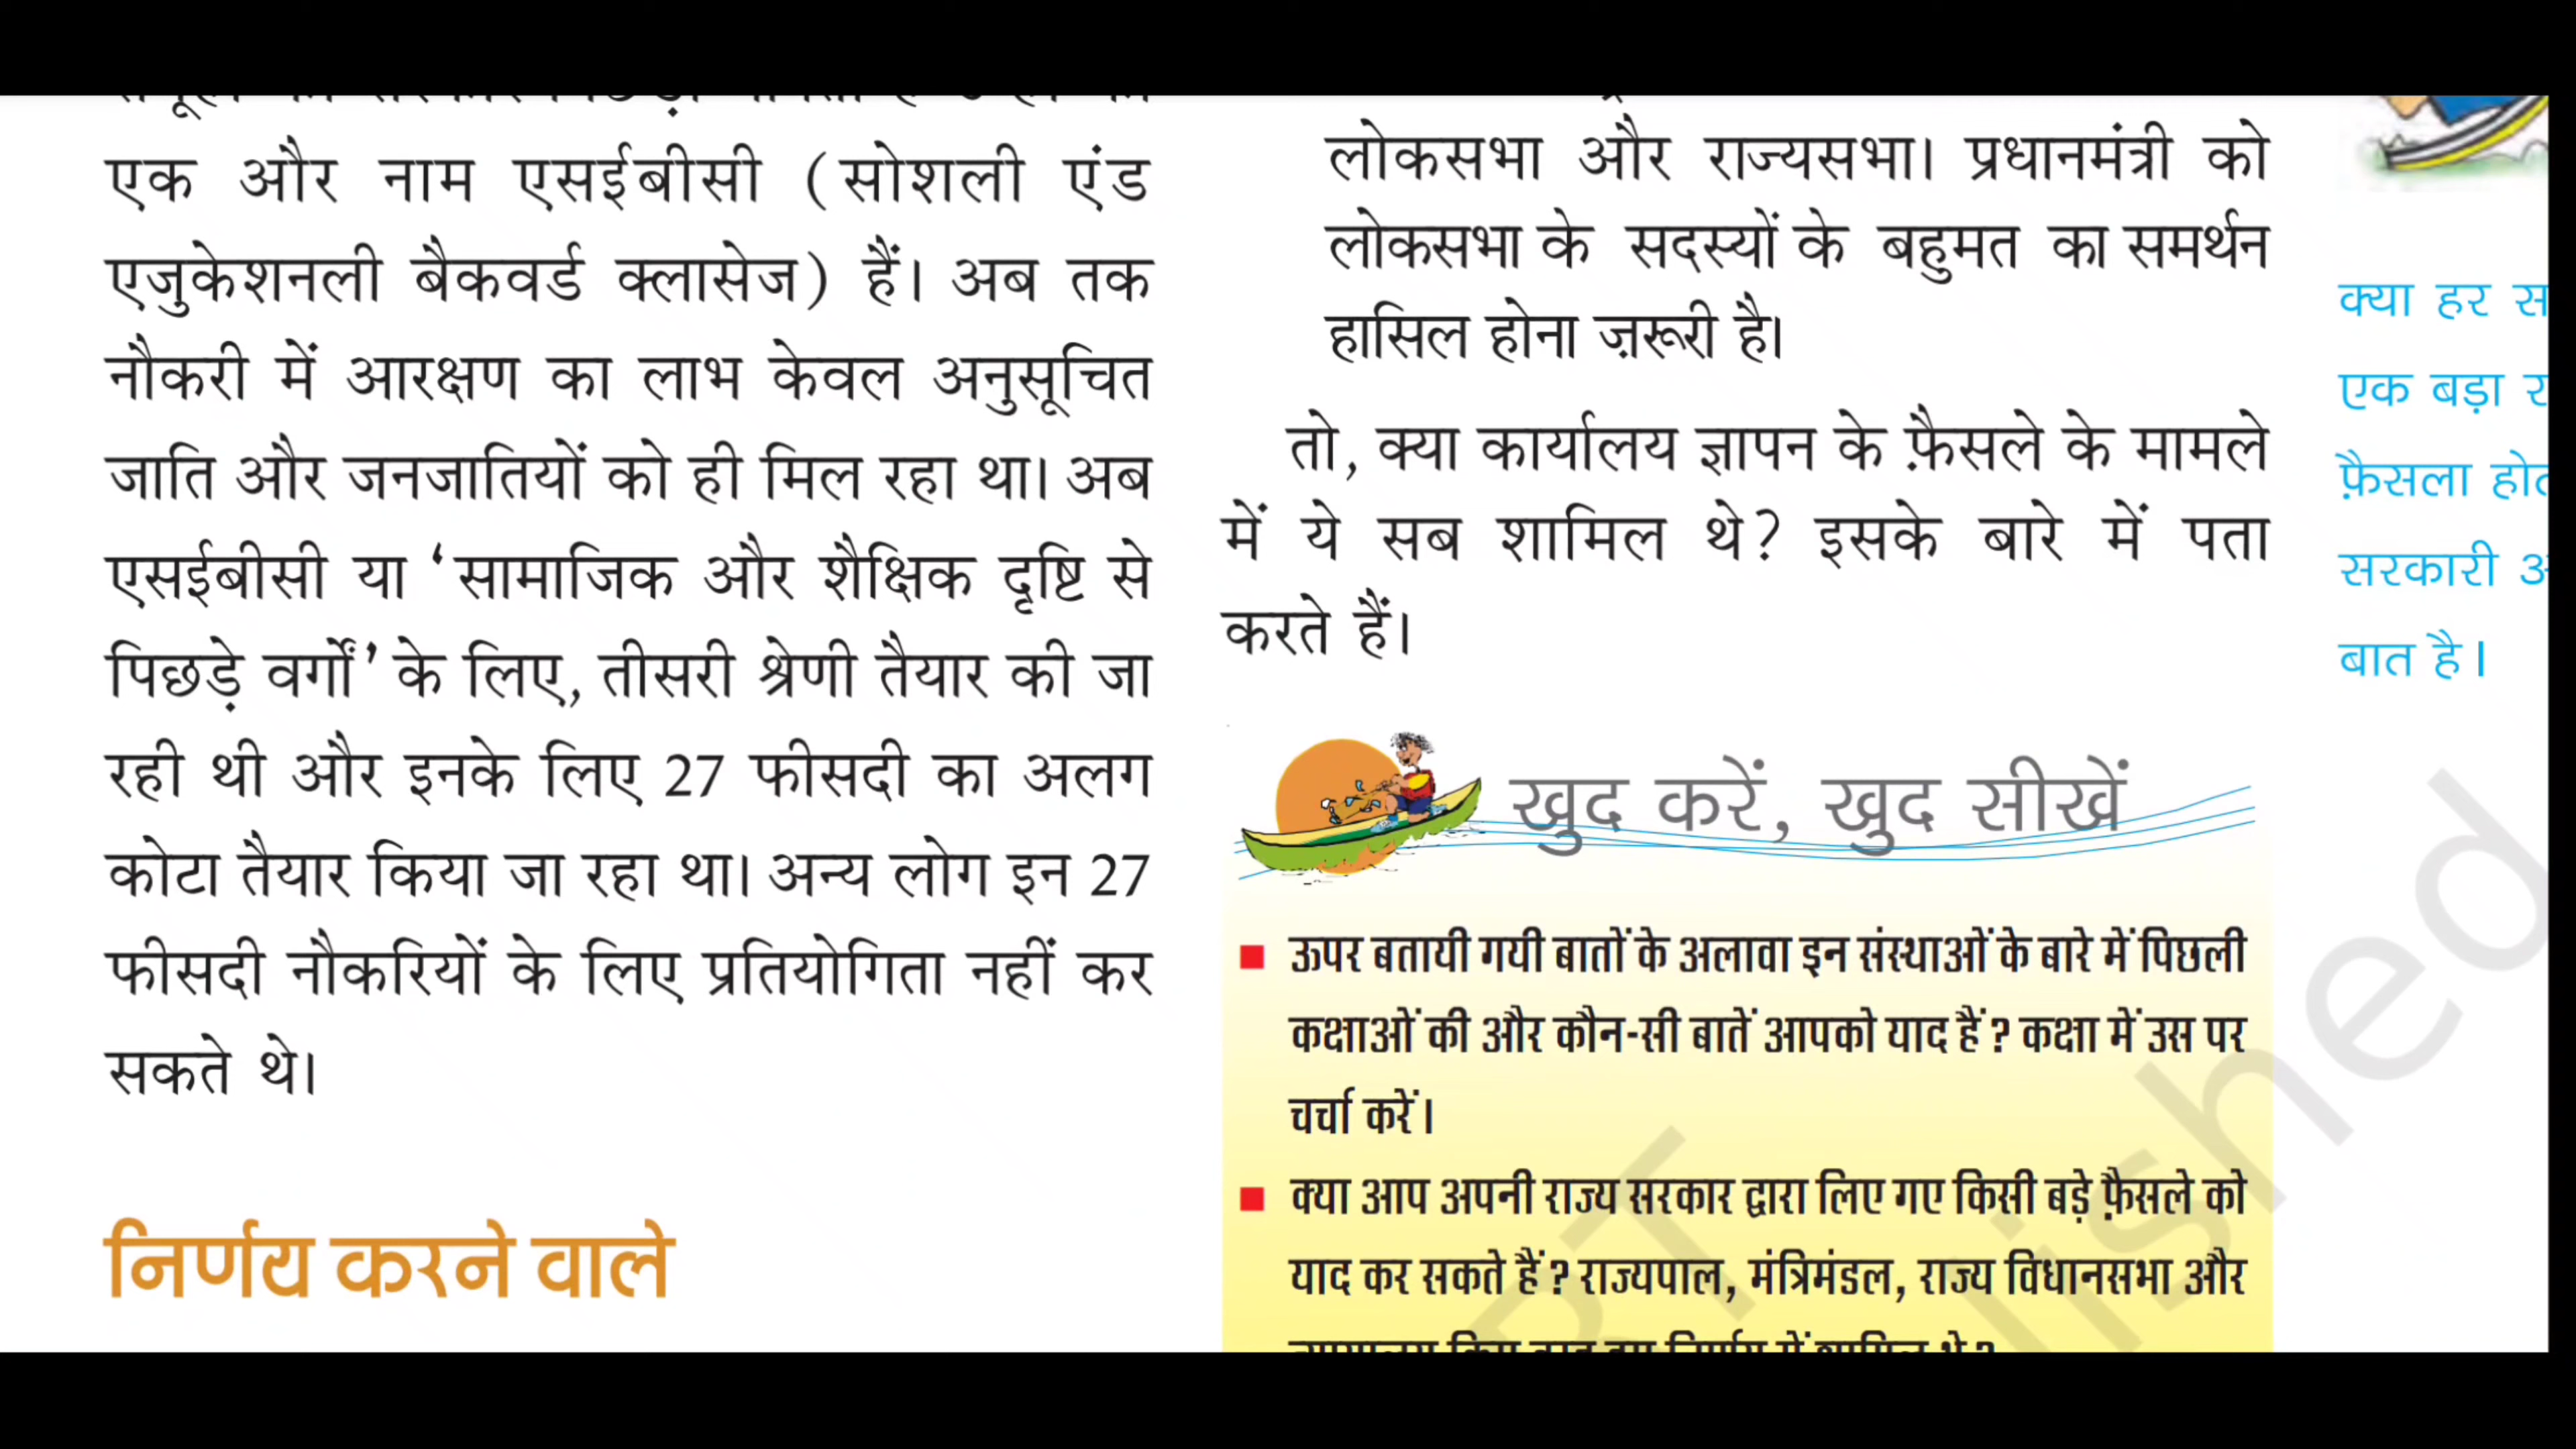 एक और नाम एसईबीसी (सोशली एंड
एजुकेशनली बैकवर्ड क्लासेज) हैं। अब तक
नौकरी में आरक्षण का लाभ केवल अनुसूचित
जाति और जनजातियों को ही मिल रहा था। अब
एसईबीसी या ‘सामाजिक और शैक्षिक दृष्टि से
पिछड़े वर्गों’ के लिए, तीसरी श्रेणी तैयार की जा
रही थी और इनके लिए 27 फीसदी का अलग
कोटा तैयार किया जा रहा था। अन्य लोग इन 27
फीसदी नौकरियों के लिए प्रतियोगिता नहीं कर
सकते थे।
निर्णय करने वाले
लोकसभा और राज्यसभा। प्रधानमंत्री को
लोकसभा के सदस्यों के बहुमत का समर्थन
हासिल होना ज़रूरी है।
तो, क्या कार्यालय ज्ञापन के फ़ैसले के मामले
में ये सब शामिल थे? इसके बारे में पता
करते हैं।
खुद करें, खुद सीखें
■ ऊपर बतायी गयी बातों के अलावा इन संस्थाओं के बारे में पिछली
कक्षाओं की और कौन-सी बातें आपको याद हैं? कक्षा में उस पर
चर्चा करें।
■ क्या आप अपनी राज्य सरकार द्वारा लिए गए किसी बड़े फ़ैसले को
याद कर सकते हैं? राज्यपाल, मंत्रिमंडल, राज्य विधानसभा और
क्या हर
एक बड़ा
फ़ैसला
सरकारी
बात है।